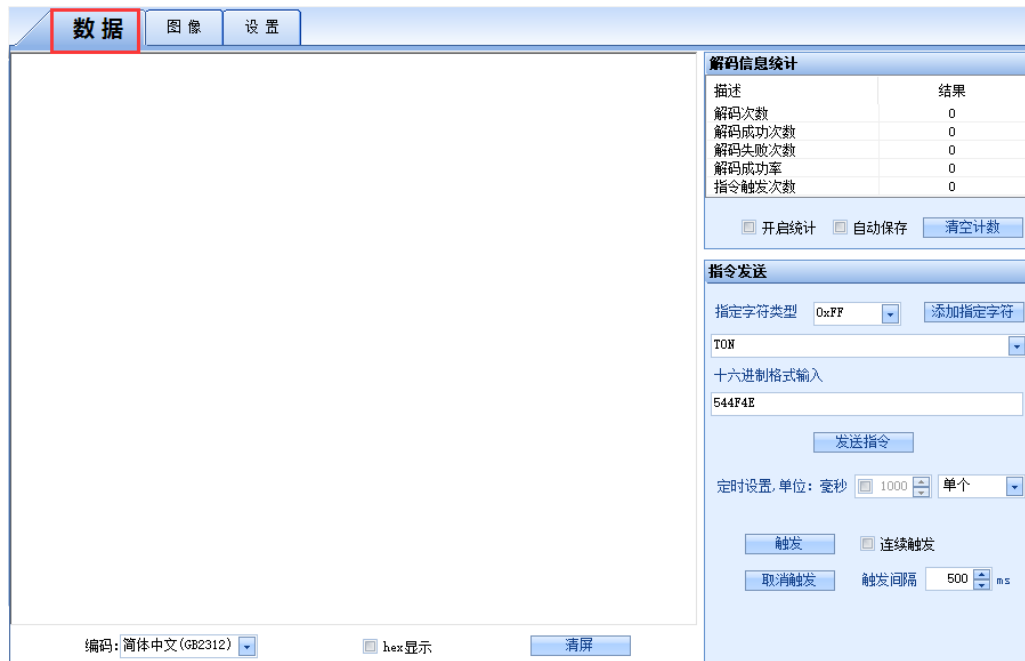 数据 图像 设置
解码信息统计
描述 结果
解码次数 0
解码成功次数 0
解码失败次数 0
解码成功率 0
指令触发次数 0
开启统计 自动保存 清空计数
指令发送
指定字符类型 0xFF 添加指定字符
TON
十六进制格式输入
544F4E
发送指令
定时设置,单位: 毫秒 1000 单个
触发 连续触发
取消触发 触发间隔 500 ms
编码: 简体中文(GB2312) hex显示 清屏